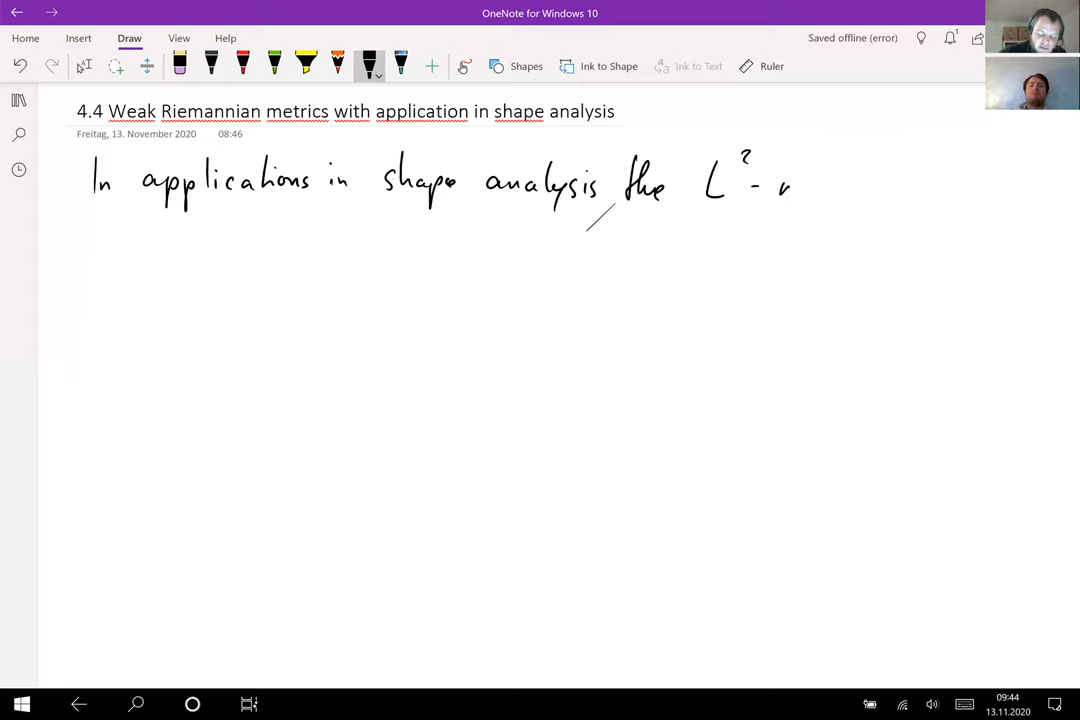 OneNote for Windows 10
Home Insert Draw View Help
Saved offline (error)
Shapes Ink to Shape Ink to Text Ruler
4.4 Weak Riemannian metrics with application in shape analysis
Freitag, 13. November 2020 08:46
In applications in shape analysis the L² -
09:44
13.11.2020